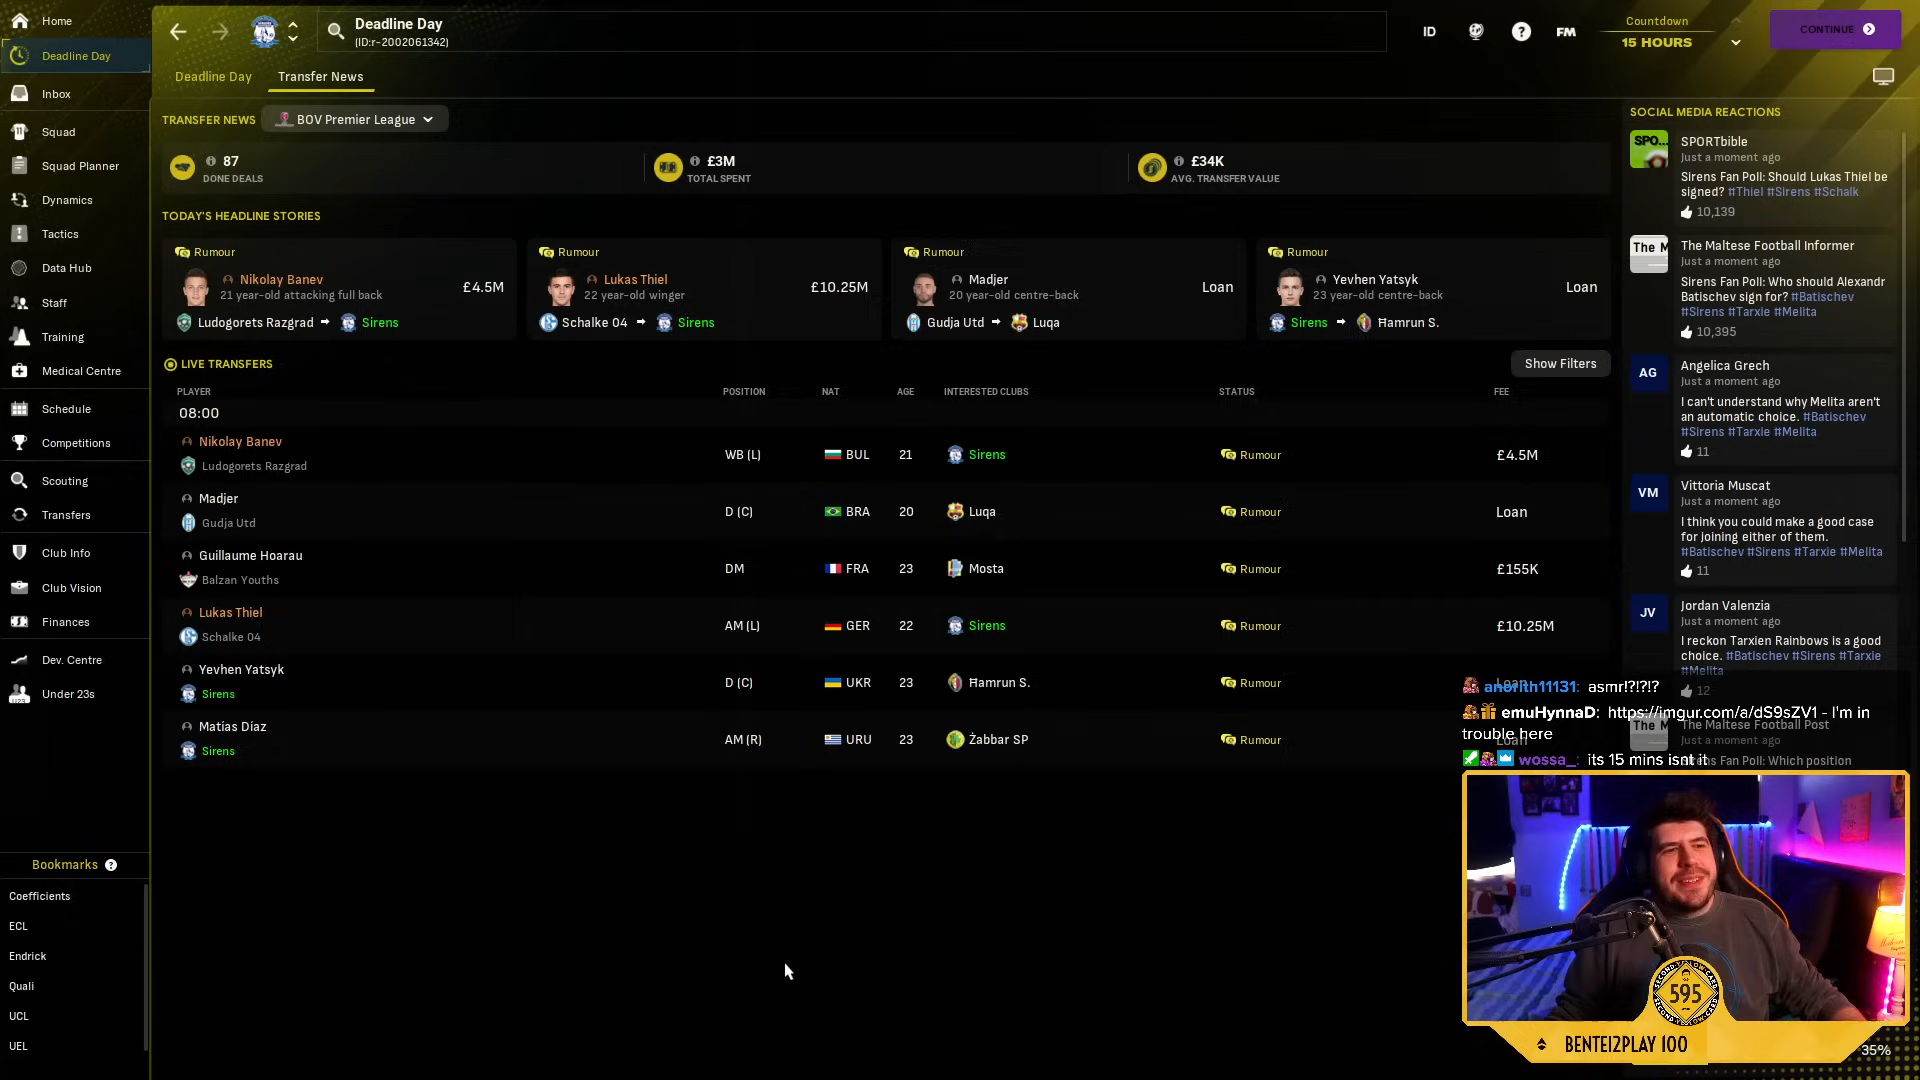 Home
Deadline Day
Inbox
Squad
Squad Planner
Dynamics
Tactics
Data Hub
Staff
Training
Medical Centre
Schedule
Competitions
Scouting
Transfers
Club Info
Club Vision
Finances
Dev. Centre
Under 23s
Bookmarks ?
Coefficients
ECL
Endrick
Quali
UCL
UEL
Deadline Day
(ID:r-2002061342)
ID
?
FM
Countdown
15 HOURS
CONTINUE
Deadline Day
Transfer News
TRANSFER NEWS
BOV Premier League
87
DONE DEALS
£3M
TOTAL SPENT
£34K
AVG. TRANSFER VALUE
TODAY'S HEADLINE STORIES
Rumour
Nikolay Banev
21 year-old attacking full back
£4.5M
Ludogorets Razgrad
Sirens
Rumour
Lukas Thiel
22 year-old winger
£10.25M
Schalke 04
Sirens
Rumour
Madjer
20 year-old centre-back
Loan
Gudja Utd
Luqa
Rumour
Yevhen Yatsyk
23 year-old centre-back
Loan
Sirens
Ħamrun S.
LIVE TRANSFERS
Show Filters
PLAYER POSITION NAT AGE INTERESTED CLUBS STATUS FEE
08:00
Nikolay Banev
Ludogorets Razgrad
WB (L) BUL 21 Sirens Rumour £4.5M
Madjer
Gudja Utd
D (C) BRA 20 Luqa Rumour Loan
Guillaume Hoarau
Balzan Youths
DM FRA 23 Mosta Rumour £155K
Lukas Thiel
Schalke 04
AM (L) GER 22 Sirens Rumour £10.25M
Yevhen Yatsyk
Sirens
D (C) UKR 23 Ħamrun S. Rumour Loan
Matías Díaz
Sirens
AM (R) URU 23 Żabbar SP Rumour Loan
SOCIAL MEDIA REACTIONS
SPO...
SPORTbible
Just a moment ago
Sirens Fan Poll: Should Lukas Thiel be
signed? #Thiel #Sirens #Schalk
10,139
The M
The Maltese Football Informer
Just a moment ago
Sirens Fan Poll: Who should Alexandr
Batischev sign for? #Batischev
#Sirens #Tarxie #Melita
10,395
AG
Angelica Grech
Just a moment ago
I can't understand why Melita aren't
an automatic choice. #Batischev
#Sirens #Tarxie #Melita
11
VM
Vittoria Muscat
Just a moment ago
I think you could make a good case
for joining either of them.
#Batischev #Sirens #Tarxie #Melita
11
JV
Jordan Valenzia
Just a moment ago
I reckon Tarxien Rainbows is a good
choice. #Batischev #Sirens #Tarxie
#Melita
12
The M
The Maltese Football Post
Just a moment ago
Sirens Fan Poll: Which position
anorith11131: asmr!?!?!?
emuHynnaD: https://imgur.com/a/dS9sZV1 - I'm in
trouble here
wossa_: its 15 mins isnt it
SECOND YELLOW CARD
595
BENTEI2PLAY 100
35%